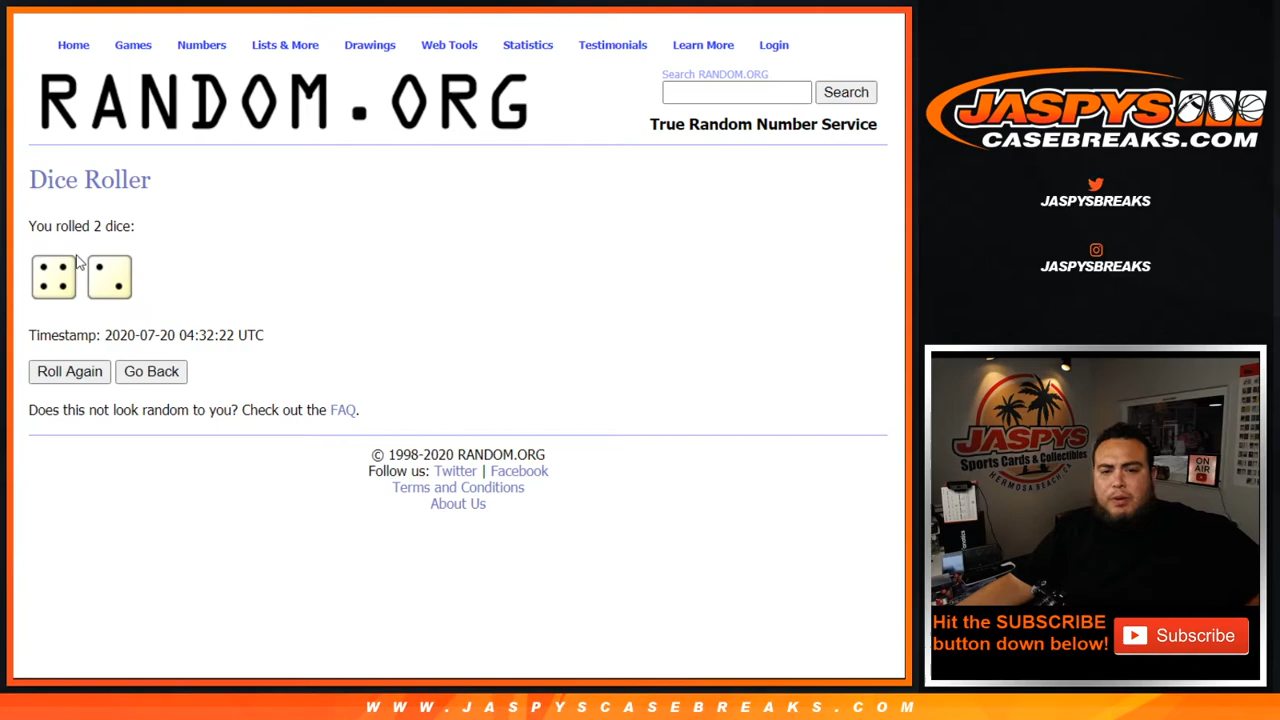 Home Games Numbers Lists & More Drawings Web Tools Statistics Testimonials Learn More Login
RANDOM.ORG
Search RANDOM.ORG
Search
True Random Number Service
Dice Roller
You rolled 2 dice:
Timestamp: 2020-07-20 04:32:22 UTC
Roll Again Go Back
Does this not look random to you? Check out the FAQ.
© 1998-2020 RANDOM.ORG
Follow us: Twitter | Facebook
Terms and Conditions
About Us
JASPYS
CASEBREAKS.COM
JASPYSBREAKS
JASPYSBREAKS
JASPYS
Sports Cards & Collectibles
HERMOSA BEACH, CA
ON
AIR
Hit the SUBSCRIBE
button down below!
Subscribe
WWW.JASPYSCASEBREAKS.COM